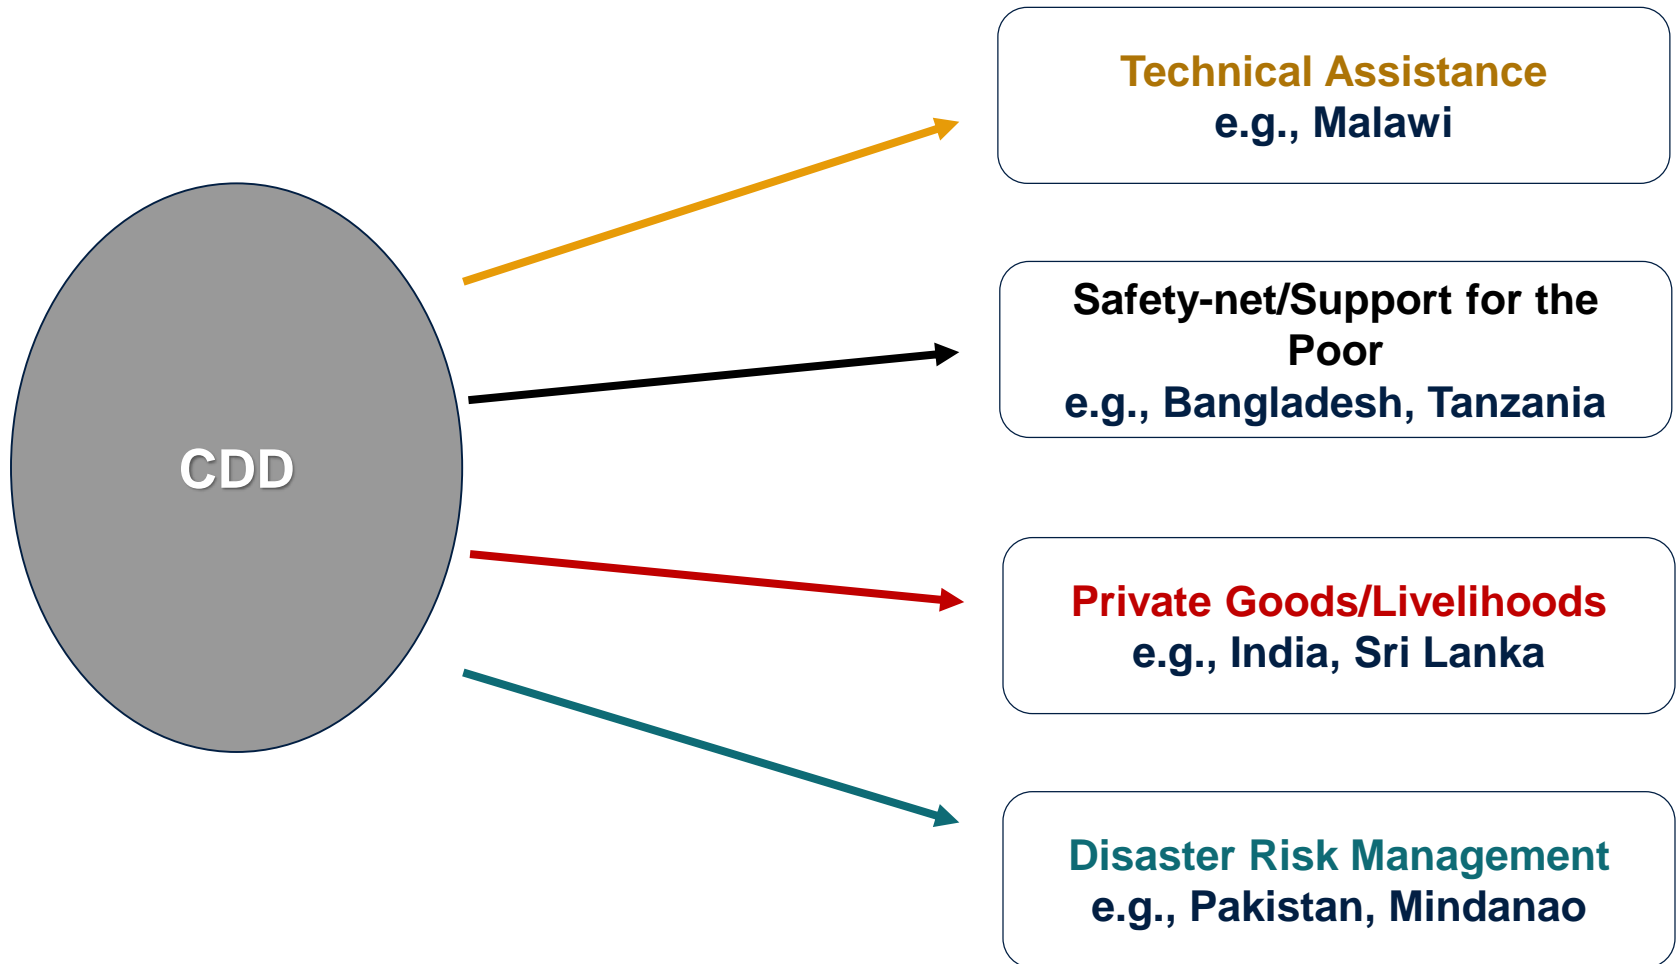 Technical Assistance
e.g., Malawi
Safety-net/Support for the
Poor
e.g., Bangladesh, Tanzania
CDD
Private Goods/Livelihoods
e.g., India, Sri Lanka
Disaster Risk Management
e.g., Pakistan, Mindanao